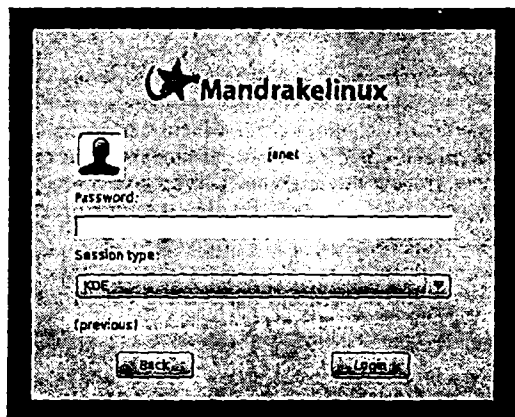 Mandrakelinux
janet
Password:
Session type:
KDE
(previous)
Back
Login